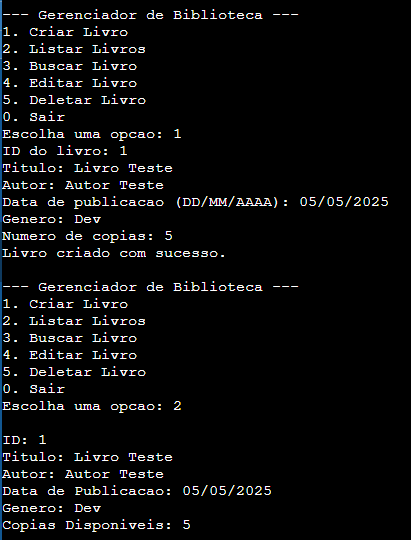 --- Gerenciador de Biblioteca ---
1. Criar Livro
2. Listar Livros
3. Buscar Livro
4. Editar Livro
5. Deletar Livro
0. Sair
Escolha uma opcao: 1
ID do livro: 1
Titulo: Livro Teste
Autor: Autor Teste
Data de publicacao (DD/MM/AAAA): 05/05/2025
Genero: Dev
Numero de copias: 5
Livro criado com sucesso.

--- Gerenciador de Biblioteca ---
1. Criar Livro
2. Listar Livros
3. Buscar Livro
4. Editar Livro
5. Deletar Livro
0. Sair
Escolha uma opcao: 2

ID: 1
Titulo: Livro Teste
Autor: Autor Teste
Data de Publicacao: 05/05/2025
Genero: Dev
Copias Disponiveis: 5